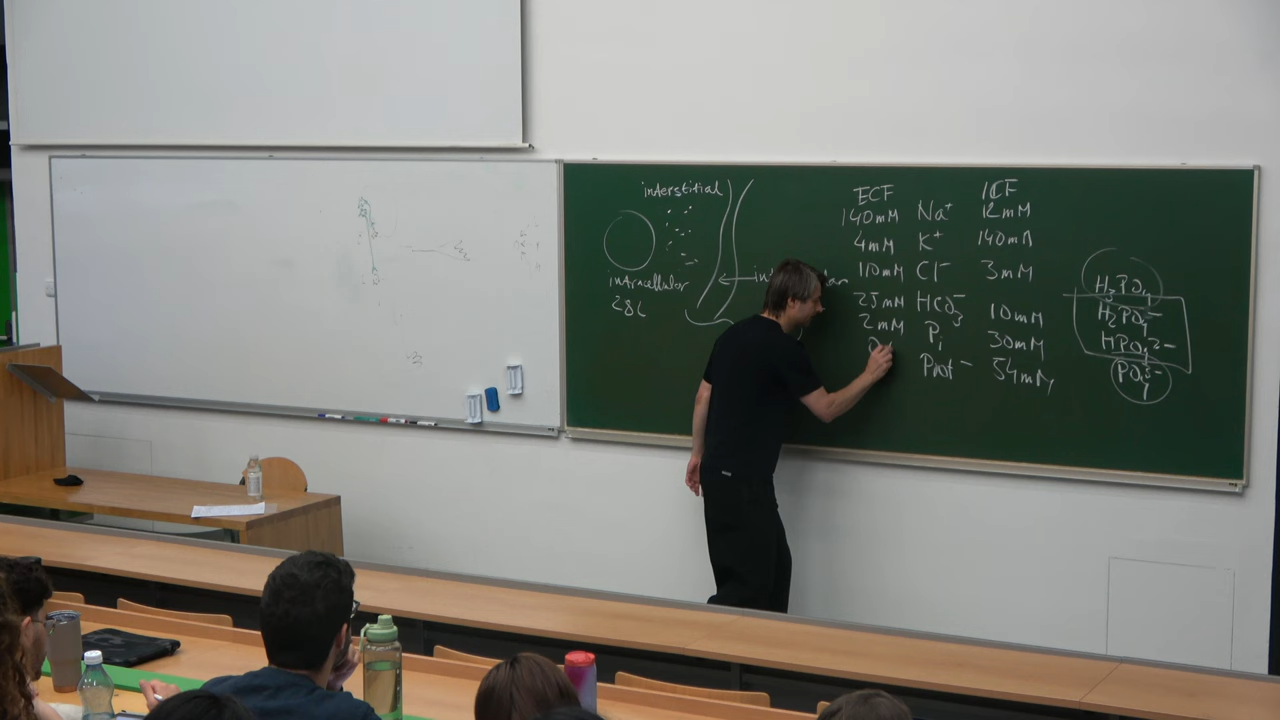 interstitial
intracellular
28L
ECF ICF
140mM Na⁺ 12mM
4mM K⁺ 140mM
110mM Cl⁻ 3mM
25mM HCO₃⁻ 10mM
2mM Pᵢ 30mM
Prot⁻ 54mM
H₃PO₄
H₂PO₄⁻
HPO₄²⁻
PO₄³⁻